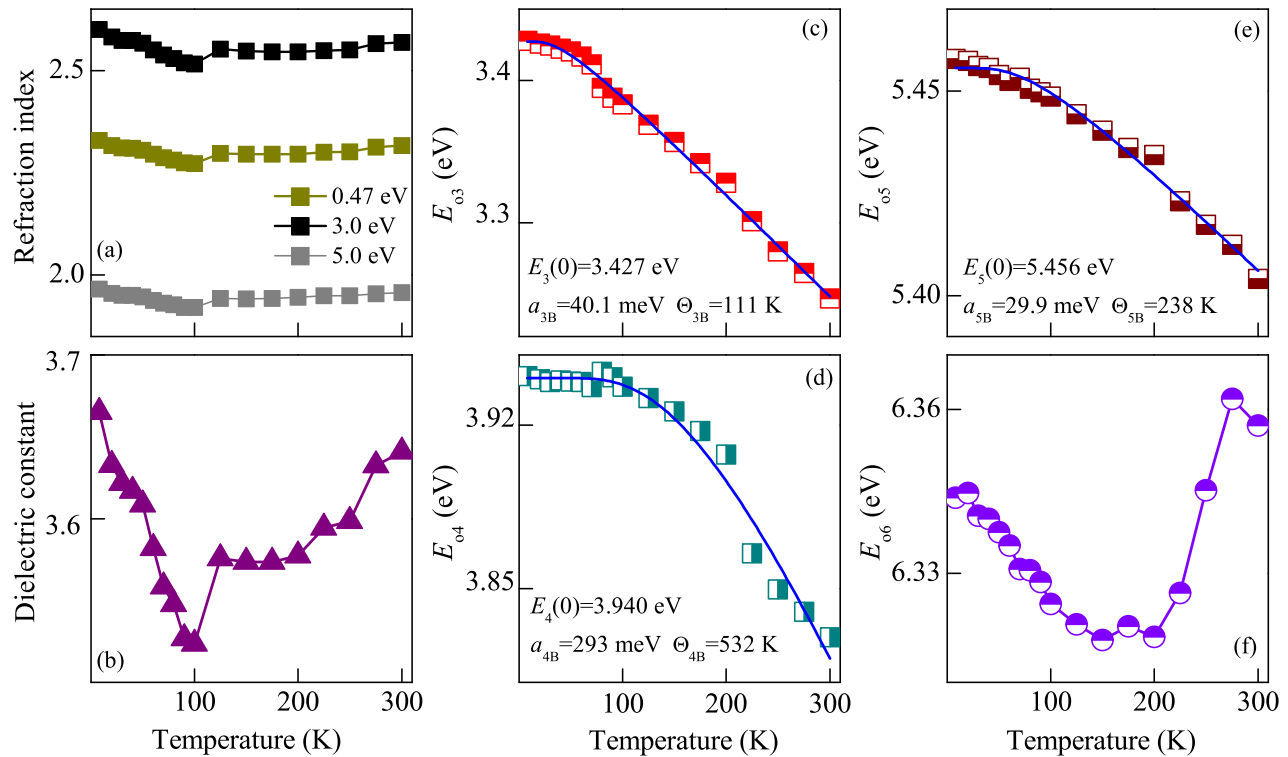 Refraction index
2.5
2.0
0.47 eV
3.0 eV
5.0 eV
(a)
Dielectric constant
3.7
3.6
(b)
100
200
300
Temperature (K)
E_o3 (eV)
3.4
3.3
(c)
E_3(0)=3.427 eV
a_3B=40.1 meV Θ_3B=111 K
E_o4 (eV)
3.92
3.85
(d)
E_4(0)=3.940 eV
a_4B=293 meV Θ_4B=532 K
100
200
300
Temperature (K)
E_o5 (eV)
5.45
5.40
(e)
E_5(0)=5.456 eV
a_5B=29.9 meV Θ_5B=238 K
E_o6 (eV)
6.36
6.33
(f)
100
200
300
Temperature (K)